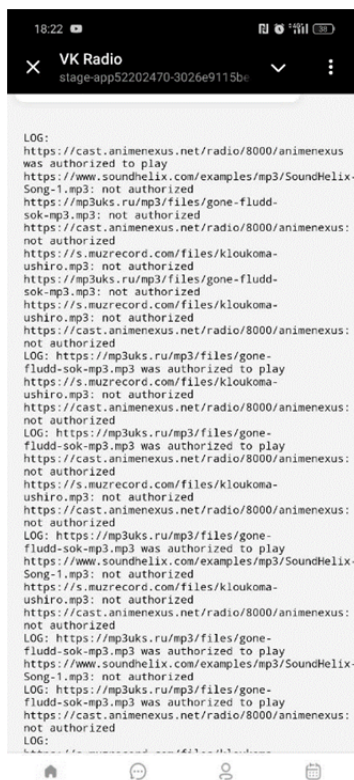 18:22
38
VK Radio
stage-app52202470-3026e9115be
LOG:
https://cast.animenexus.net/radio/8000/animenexus
was authorized to play
https://www.soundhelix.com/examples/mp3/SoundHelix-
Song-1.mp3: not authorized
https://mp3uks.ru/mp3/files/gone-fludd-
sok-mp3.mp3: not authorized
https://cast.animenexus.net/radio/8000/animenexus:
not authorized
https://s.muzrecord.com/files/kloukoma-
ushiro.mp3: not authorized
https://mp3uks.ru/mp3/files/gone-fludd-
sok-mp3.mp3: not authorized
https://s.muzrecord.com/files/kloukoma-
ushiro.mp3: not authorized
https://cast.animenexus.net/radio/8000/animenexus:
not authorized
LOG: https://mp3uks.ru/mp3/files/gone-
fludd-sok-mp3.mp3 was authorized to play
https://s.muzrecord.com/files/kloukoma-
ushiro.mp3: not authorized
https://cast.animenexus.net/radio/8000/animenexus:
not authorized
LOG: https://mp3uks.ru/mp3/files/gone-
fludd-sok-mp3.mp3 was authorized to play
https://cast.animenexus.net/radio/8000/animenexus:
not authorized
https://s.muzrecord.com/files/kloukoma-
ushiro.mp3: not authorized
https://cast.animenexus.net/radio/8000/animenexus:
not authorized
LOG: https://mp3uks.ru/mp3/files/gone-
fludd-sok-mp3.mp3 was authorized to play
https://www.soundhelix.com/examples/mp3/SoundHelix-
Song-1.mp3: not authorized
https://s.muzrecord.com/files/kloukoma-
ushiro.mp3: not authorized
https://cast.animenexus.net/radio/8000/animenexus:
not authorized
LOG: https://mp3uks.ru/mp3/files/gone-
fludd-sok-mp3.mp3 was authorized to play
https://www.soundhelix.com/examples/mp3/SoundHelix-
Song-1.mp3: not authorized
LOG: https://mp3uks.ru/mp3/files/gone-
fludd-sok-mp3.mp3 was authorized to play
https://cast.animenexus.net/radio/8000/animenexus:
not authorized
LOG: